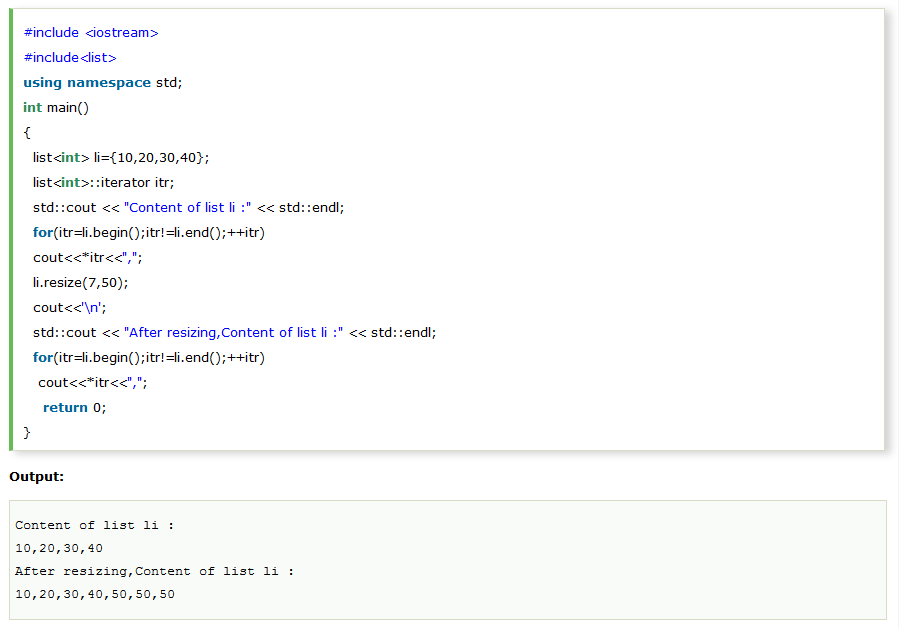 #include <iostream>
#include<list>
using namespace std;
int main()
{
list<int> li={10,20,30,40};
list<int>::iterator itr;
std::cout << "Content of list li :" << std::endl;
for(itr=li.begin();itr!=li.end();++itr)
cout<<*itr<<",";
li.resize(7,50);
cout<<'\n';
std::cout << "After resizing,Content of list li :" << std::endl;
for(itr=li.begin();itr!=li.end();++itr)
cout<<*itr<<",";
return 0;
}
Output:
Content of list li :
10,20,30,40
After resizing,Content of list li :
10,20,30,40,50,50,50